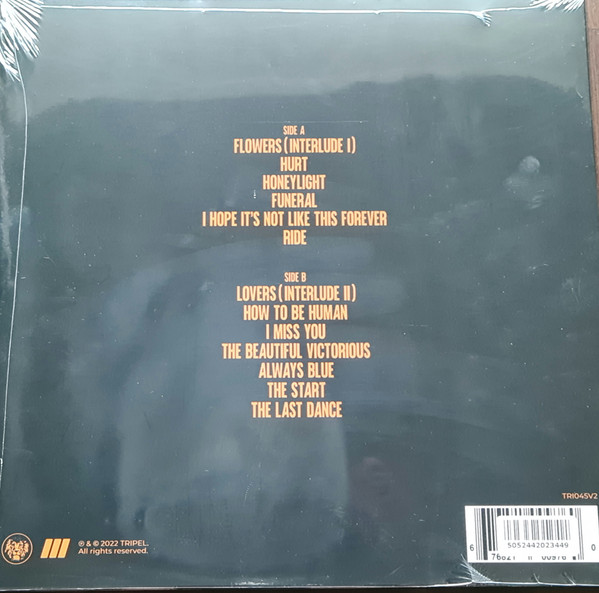 SIDE A
FLOWERS (INTERLUDE I)
HURT
HONEYLIGHT
FUNERAL
I HOPE IT'S NOT LIKE THIS FOREVER
RIDE
SIDE B
LOVERS (INTERLUDE II)
HOW TO BE HUMAN
I MISS YOU
THE BEAUTIFUL VICTORIOUS
ALWAYS BLUE
THE START
THE LAST DANCE
TRI045V2
℗ & © 2022 TRIPEL.
All rights reserved.
5052442023449
6 0